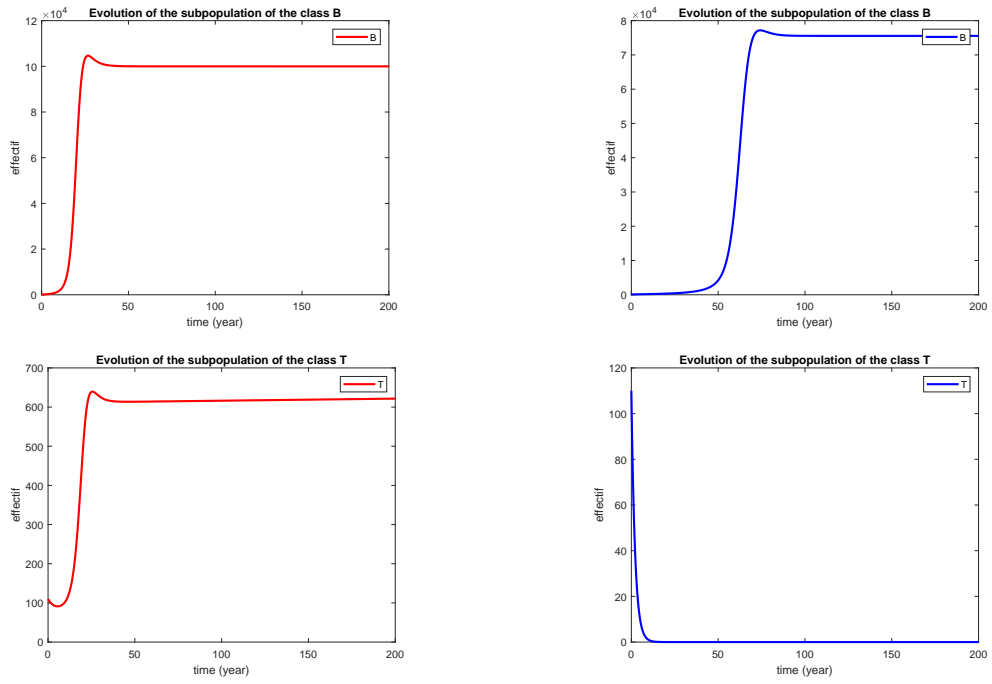 Evolution of the subpopulation of the class B
×10⁴
12
10
8
6
4
2
0
0 50 100 150 200
effectif
time (year)
B
Evolution of the subpopulation of the class B
×10⁴
8
7
6
5
4
3
2
1
0
0 50 100 150 200
effectif
time (year)
B
Evolution of the subpopulation of the class T
700
600
500
400
300
200
100
0
0 50 100 150 200
effectif
time (year)
T
Evolution of the subpopulation of the class T
120
100
80
60
40
20
0
0 50 100 150 200
effectif
time (year)
T